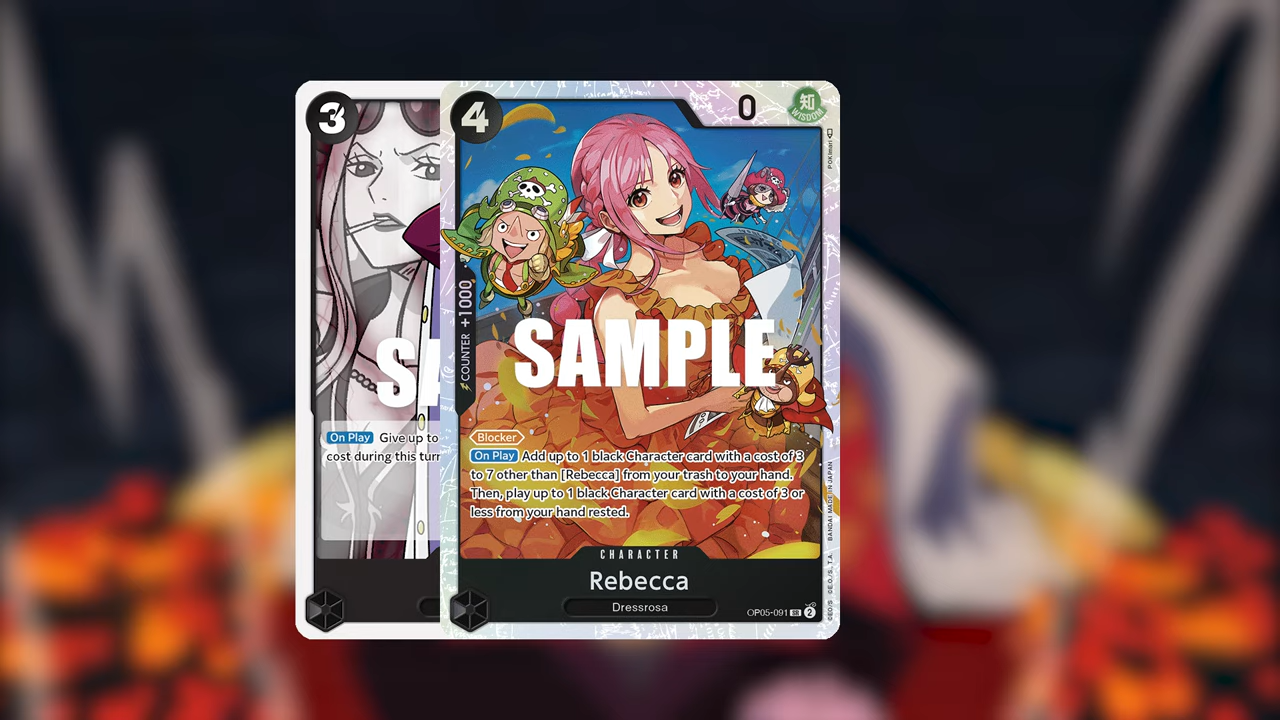 3
SA
On Play Give up to
cost during this turn
4
0
知
WISDOM
POKImari
COUNTER +1000
SAMPLE
Blocker
On Play Add up to 1 black Character card with a cost of 3
to 7 other than [Rebecca] from your trash to your hand.
Then, play up to 1 black Character card with a cost of 3 or
less from your hand rested.
CHARACTER
Rebecca
Dressrosa
OP05-091 SR 2
©E.O./S. ©E.O./S., T.A. BANDAI MADE IN JAPAN